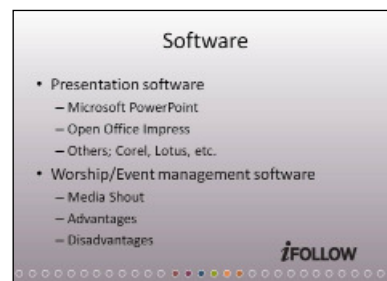 Software
• Presentation software
– Microsoft PowerPoint
– Open Office Impress
– Others; Corel, Lotus, etc.
• Worship/Event management software
– Media Shout
– Advantages
– Disadvantages
iFOLLOW